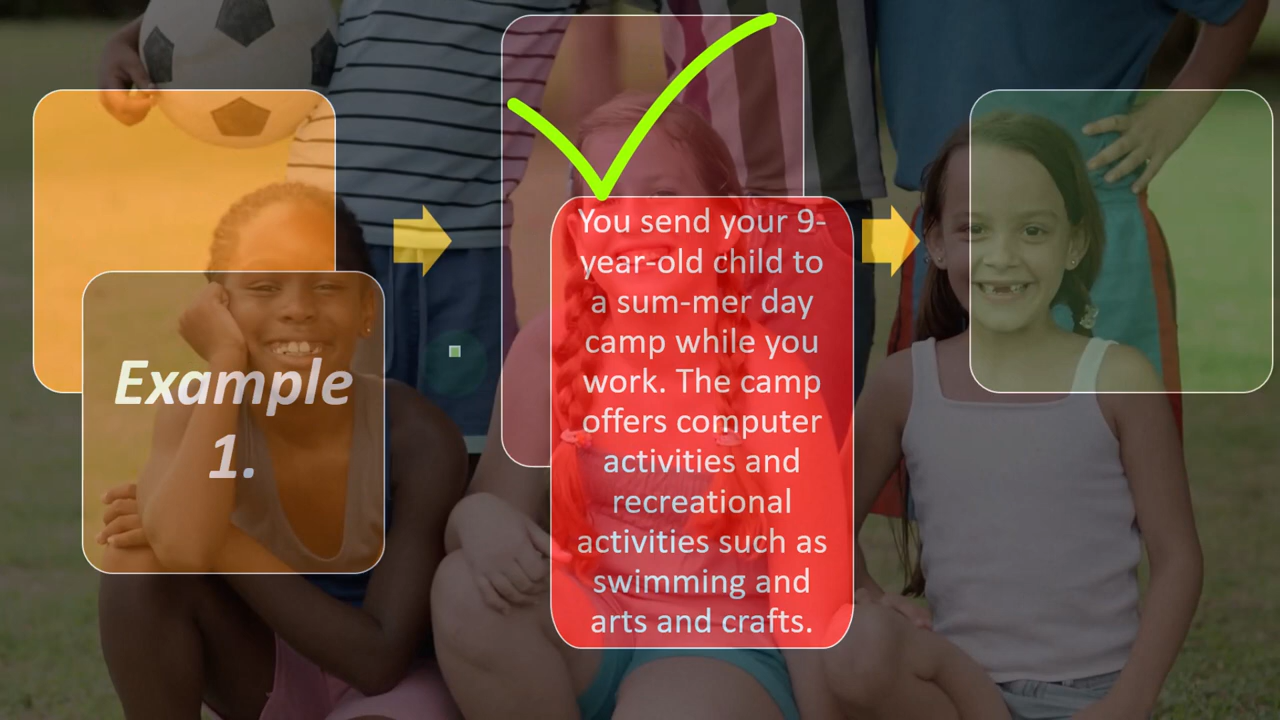 Example
1.
You send your 9-
year-old child to
a sum-mer day
camp while you
work. The camp
offers computer
activities and
recreational
activities such as
swimming and
arts and crafts.